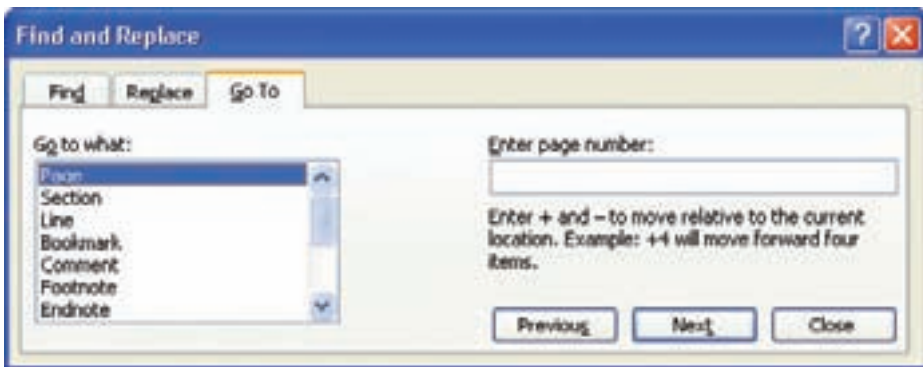 Find and Replace
Find Replace Go To
Go to what:
Page
Section
Line
Bookmark
Comment
Footnote
Endnote
Enter page number:
Enter + and – to move relative to the current
location. Example: +4 will move forward four
items.
Previous Next Close